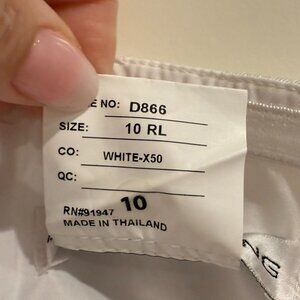 E NO: D866
SIZE: 10 RL
CO: WHITE-X50
QC:
10
RN#91947
MADE IN THAILAND
NG